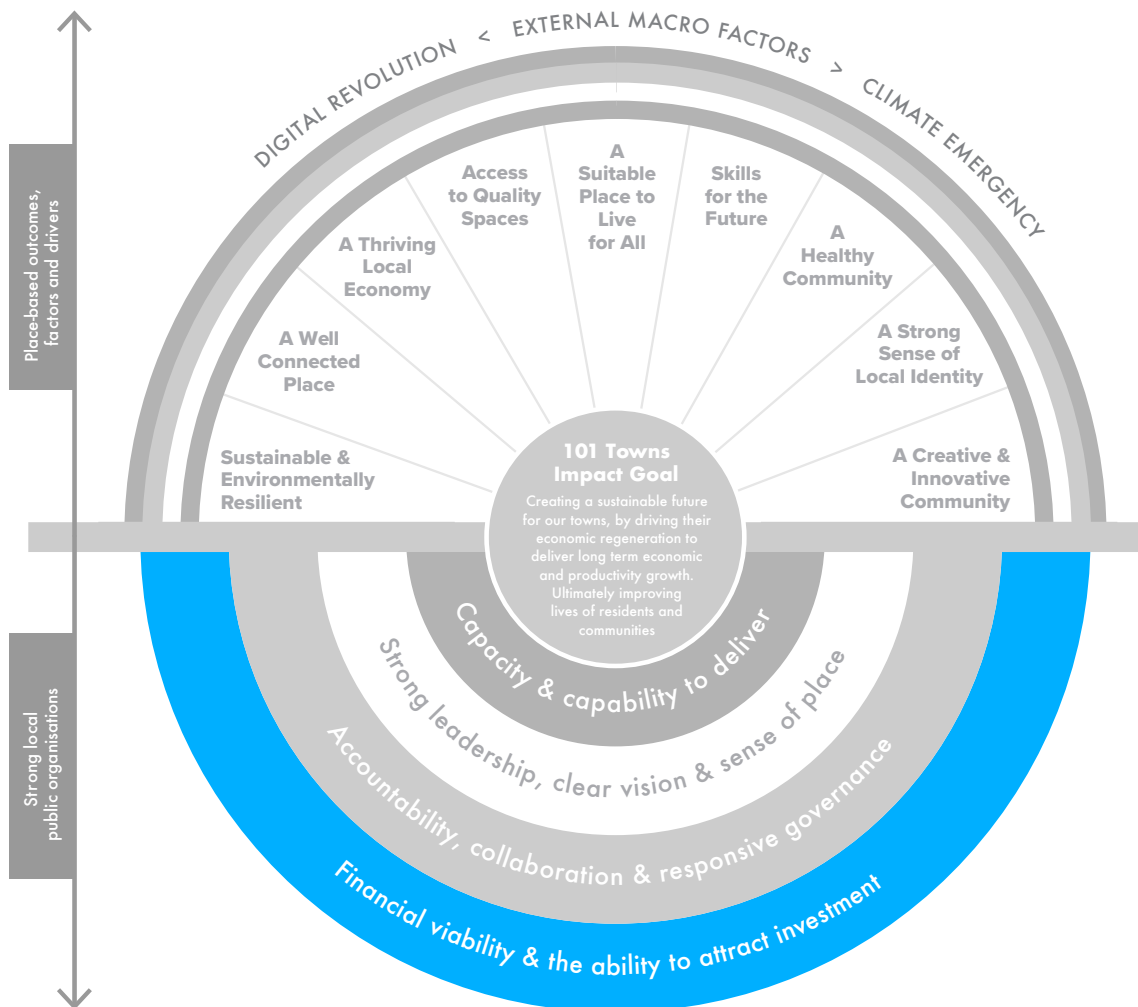 DIGITAL REVOLUTION < EXTERNAL MACRO FACTORS > CLIMATE EMERGENCY
Place-based outcomes,
factors and drivers
Sustainable &
Environmentally
Resilient
A Well
Connected
Place
A Thriving
Local
Economy
Access
to Quality
Spaces
A
Suitable
Place to
Live
for All
Skills
for the
Future
A
Healthy
Community
A Strong
Sense of
Local Identity
A Creative &
Innovative
Community
101 Towns
Impact Goal
Creating a sustainable future
for our towns, by driving their
economic regeneration to
deliver long term economic
and productivity growth.
Ultimately improving
lives of residents and
communities
Strong local
public organisations
Capacity & capability to deliver
Strong leadership, clear vision & sense of place
Accountability, collaboration & responsive governance
Financial viability & the ability to attract investment